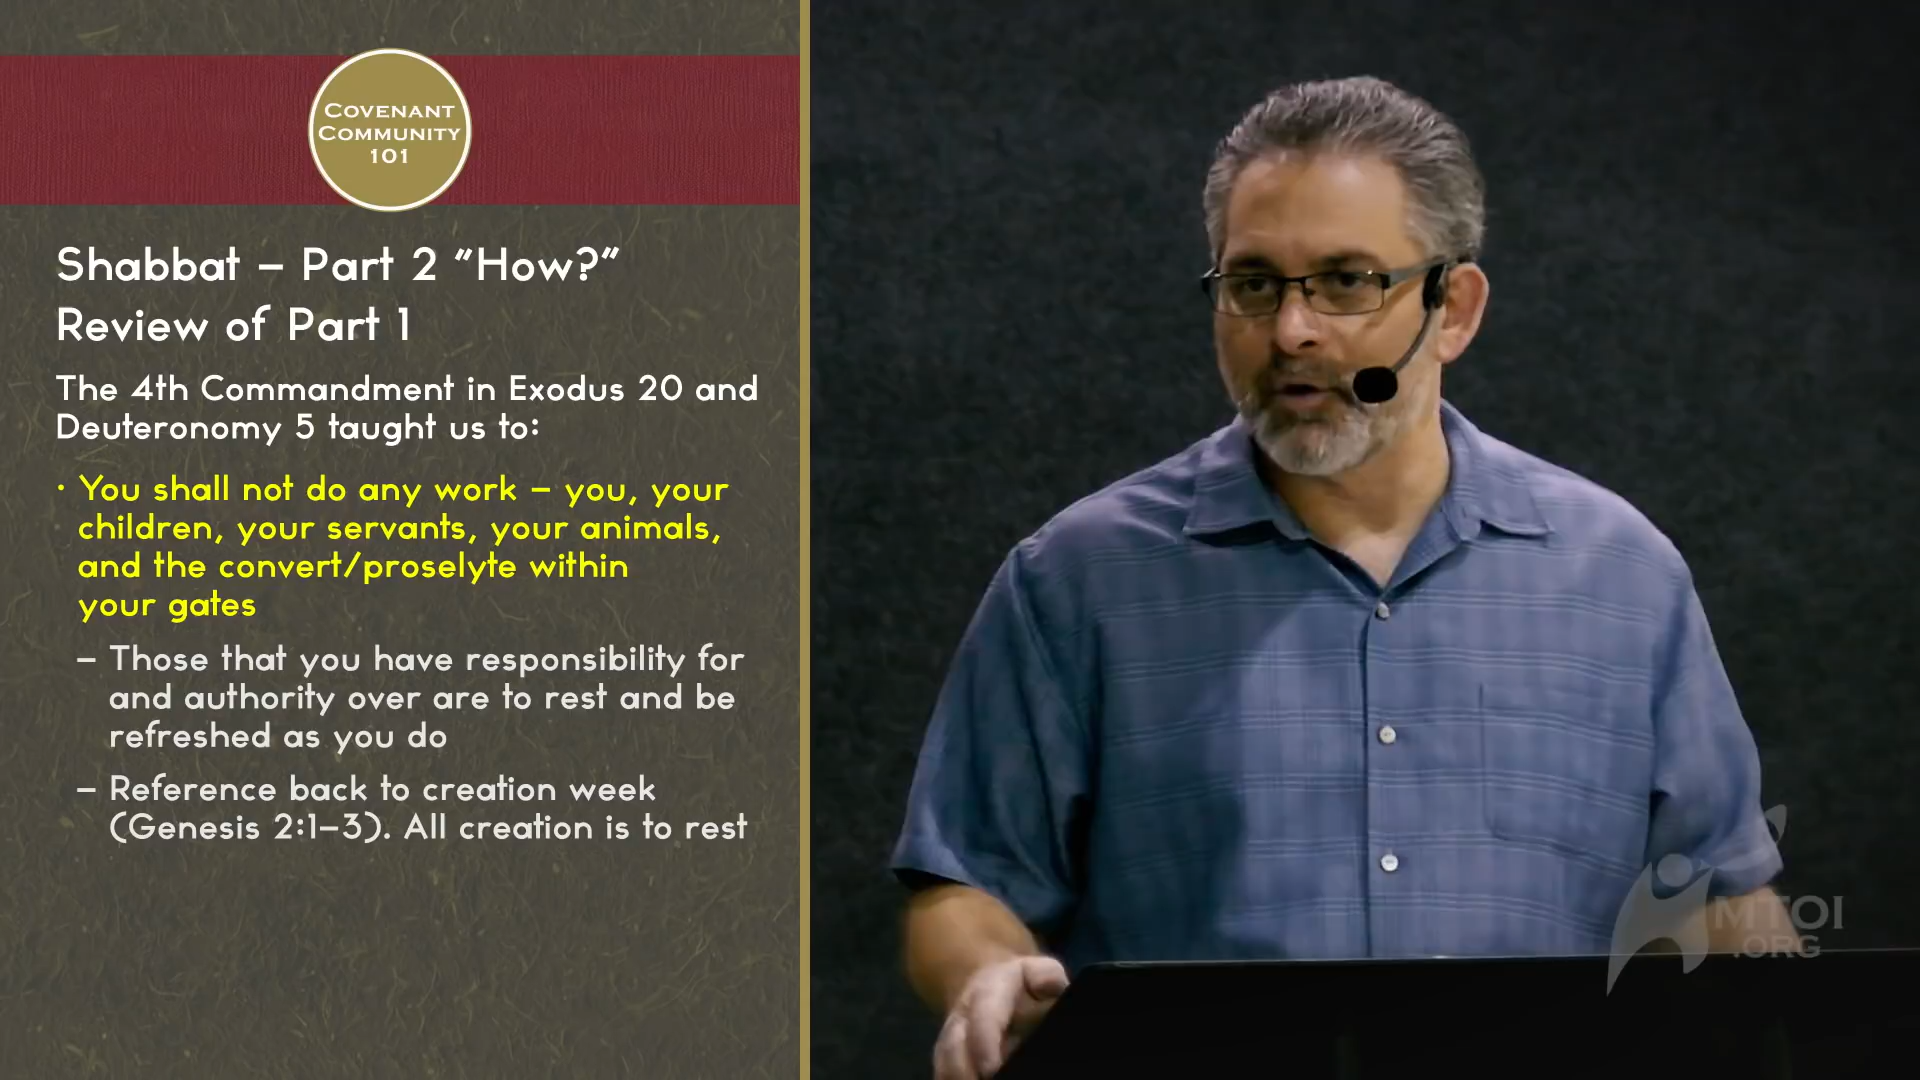 COVENANT
COMMUNITY
101
Shabbat – Part 2 “How?”
Review of Part 1
The 4th Commandment in Exodus 20 and
Deuteronomy 5 taught us to:
• You shall not do any work – you, your
children, your servants, your animals,
and the convert/proselyte within
your gates
– Those that you have responsibility for
and authority over are to rest and be
refreshed as you do
– Reference back to creation week
(Genesis 2:1–3). All creation is to rest
MTOI
.ORG